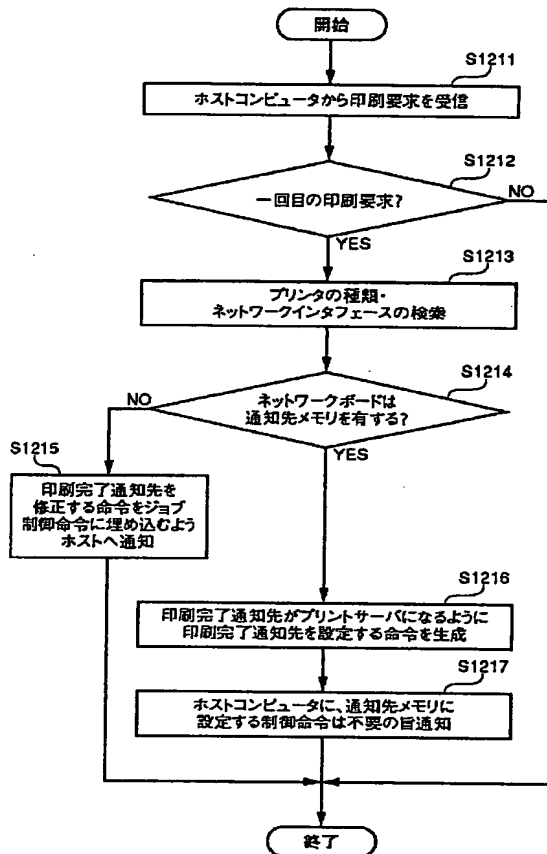 開始
S1211
ホストコンピュータから印刷要求を受信
S1212
一回目の印刷要求?
NO
YES
S1213
プリンタの種類・
ネットワークインタフェースの検索
S1214
ネットワークボードは
通知先メモリを有する?
NO
YES
S1215
印刷完了通知先を
修正する命令をジョブ
制御命令に埋め込むよう
ホストへ通知
S1216
印刷完了通知先がプリントサーバになるように
印刷完了通知先を設定する命令を生成
S1217
ホストコンピュータに、通知先メモリに
設定する制御命令は不要の旨通知
終了